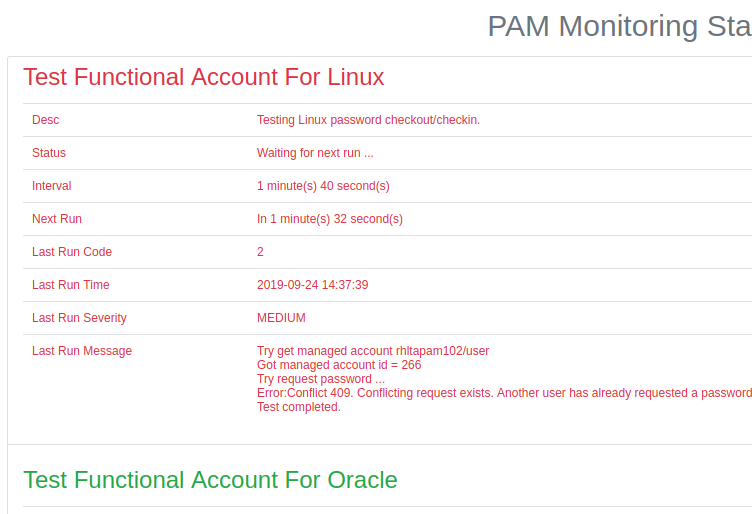 PAM Monitoring Sta
Test Functional Account For Linux
Desc Testing Linux password checkout/checkin.
Status Waiting for next run ...
Interval 1 minute(s) 40 second(s)
Next Run In 1 minute(s) 32 second(s)
Last Run Code 2
Last Run Time 2019-09-24 14:37:39
Last Run Severity MEDIUM
Last Run Message Try get managed account rhltapam102/user
Got managed account id = 266
Try request password ...
Error:Conflict 409. Conflicting request exists. Another user has already requested a password
Test completed.
Test Functional Account For Oracle